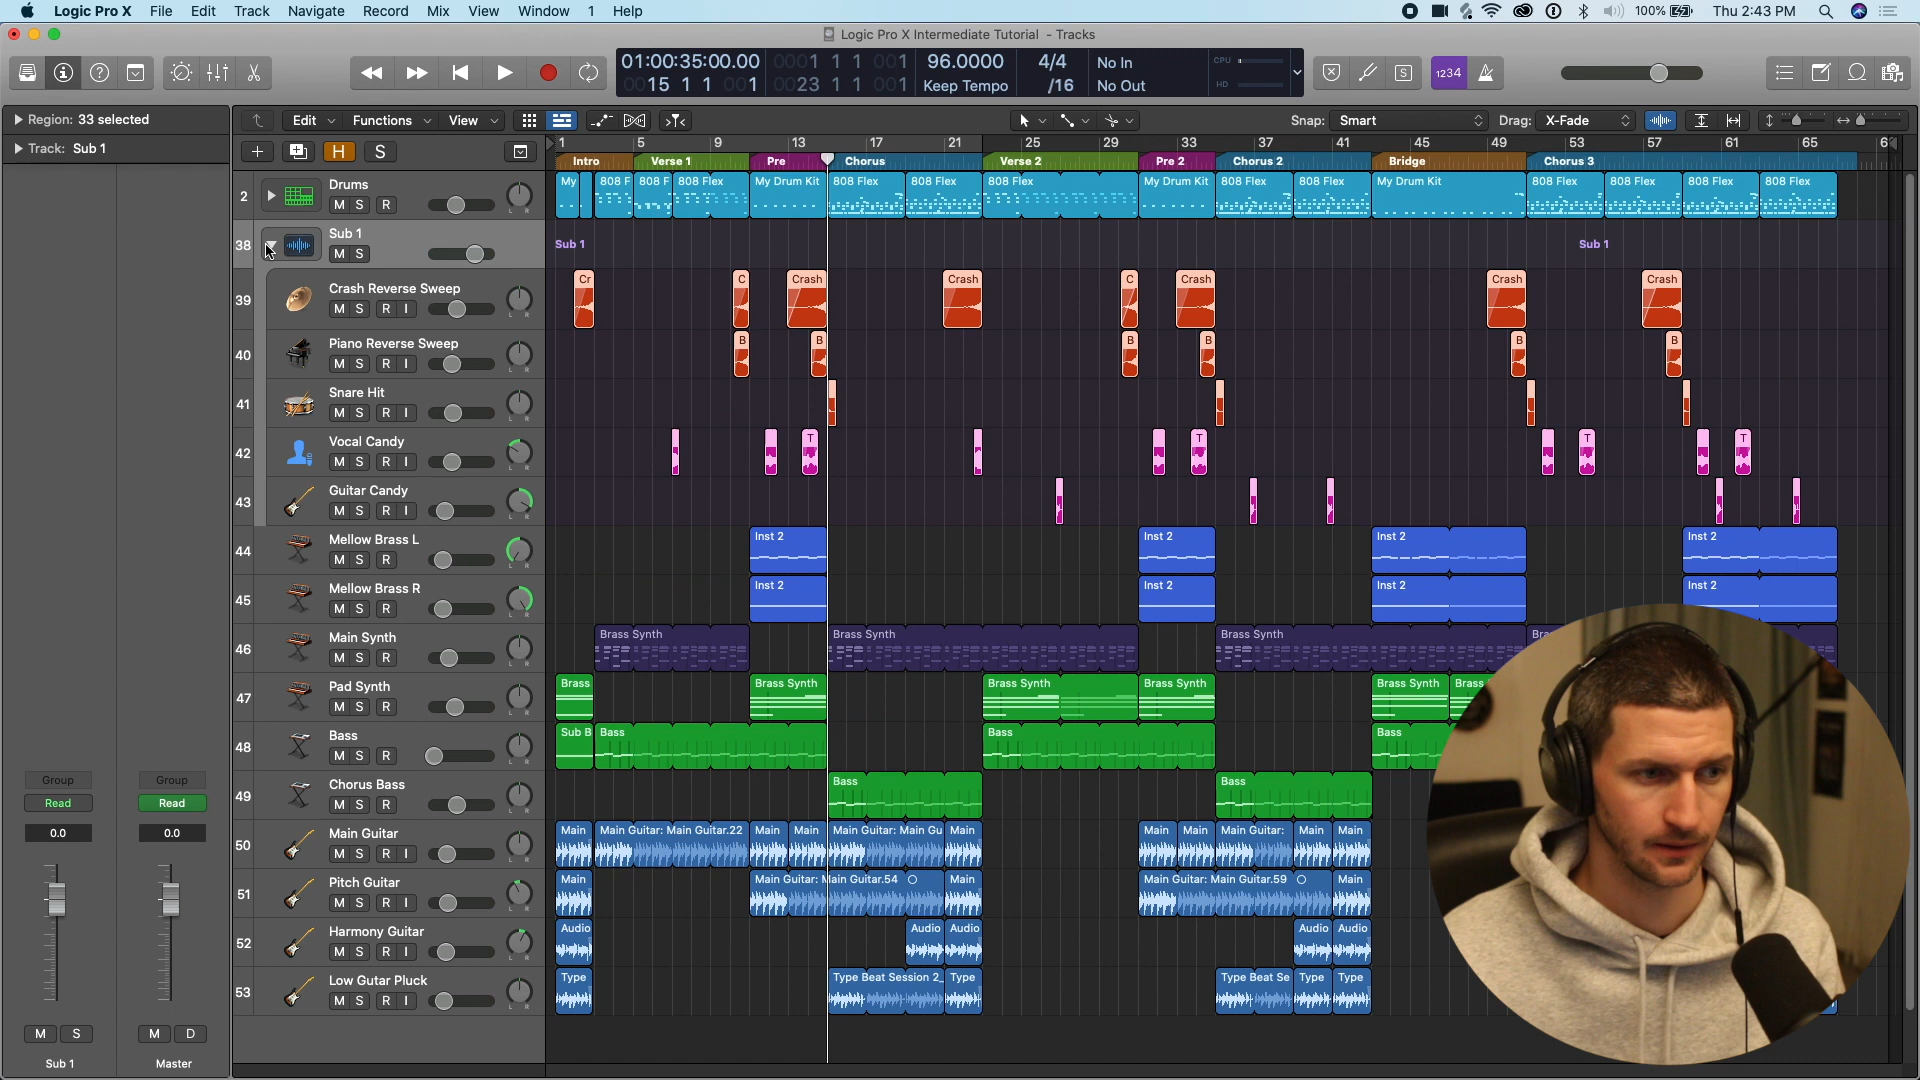 Logic Pro X File Edit Track Navigate Record Mix View Window 1 Help
100% Thu 2:43 PM
Logic Pro X Intermediate Tutorial - Tracks
01:00:35:00.00 0001 1 1 001 96.0000 4/4 No In CPU
0015 1 1 001 0023 1 1 001 Keep Tempo /16 No Out HD
1234
Region: 33 selected
Edit Functions View Snap: Smart Drag: X-Fade
Track: Sub 1
H S
1 5 9 13 17 21 25 29 33 37 41 45 49 53 57 61 65
Intro Verse 1 Pre Chorus Verse 2 Pre 2 Chorus 2 Bridge Chorus 3
2 Drums
M S R
My 808 F 808 F 808 Flex My Drum Kit 808 Flex 808 Flex 808 Flex My Drum Kit 808 Flex 808 Flex My Drum Kit 808 Flex 808 Flex 808 Flex 808 Flex
38 Sub 1
M S
Sub 1 Sub 1
39 Crash Reverse Sweep
M S R I
Cr C Crash Crash C Crash Crash Crash
40 Piano Reverse Sweep
M S R I
B B B B B B
41 Snare Hit
M S R I
42 Vocal Candy
M S R I
T T T T
43 Guitar Candy
M S R I
44 Mellow Brass L
M S R
Inst 2 Inst 2 Inst 2 Inst 2
45 Mellow Brass R
M S R
Inst 2 Inst 2 Inst 2 Inst 2
46 Main Synth
M S R
Brass Synth Brass Synth Brass Synth Bra
47 Pad Synth
M S R
Brass Brass Synth Brass Synth Brass Synth Brass Synth Brass S
48 Bass
M S R
Sub B Bass Bass Bass
49 Chorus Bass
M S R
Bass Bass
50 Main Guitar
M S R I
Main Main Guitar: Main Guitar.22 Main Main Main Guitar: Main Gu Main Main Main Main Guitar: Main Main
51 Pitch Guitar
M S R I
Main Main Guitar: Main Guitar.54 Main Main Guitar: Main Guitar.59 Main
52 Harmony Guitar
M S R I
Audio Audio Audio Audio Audio
53 Low Gutar Pluck
M S R I
Type Type Beat Session 2_ Type Type Beat Se Type Type
Group Group
Read Read
0.0 0.0
M S M D
Sub 1 Master